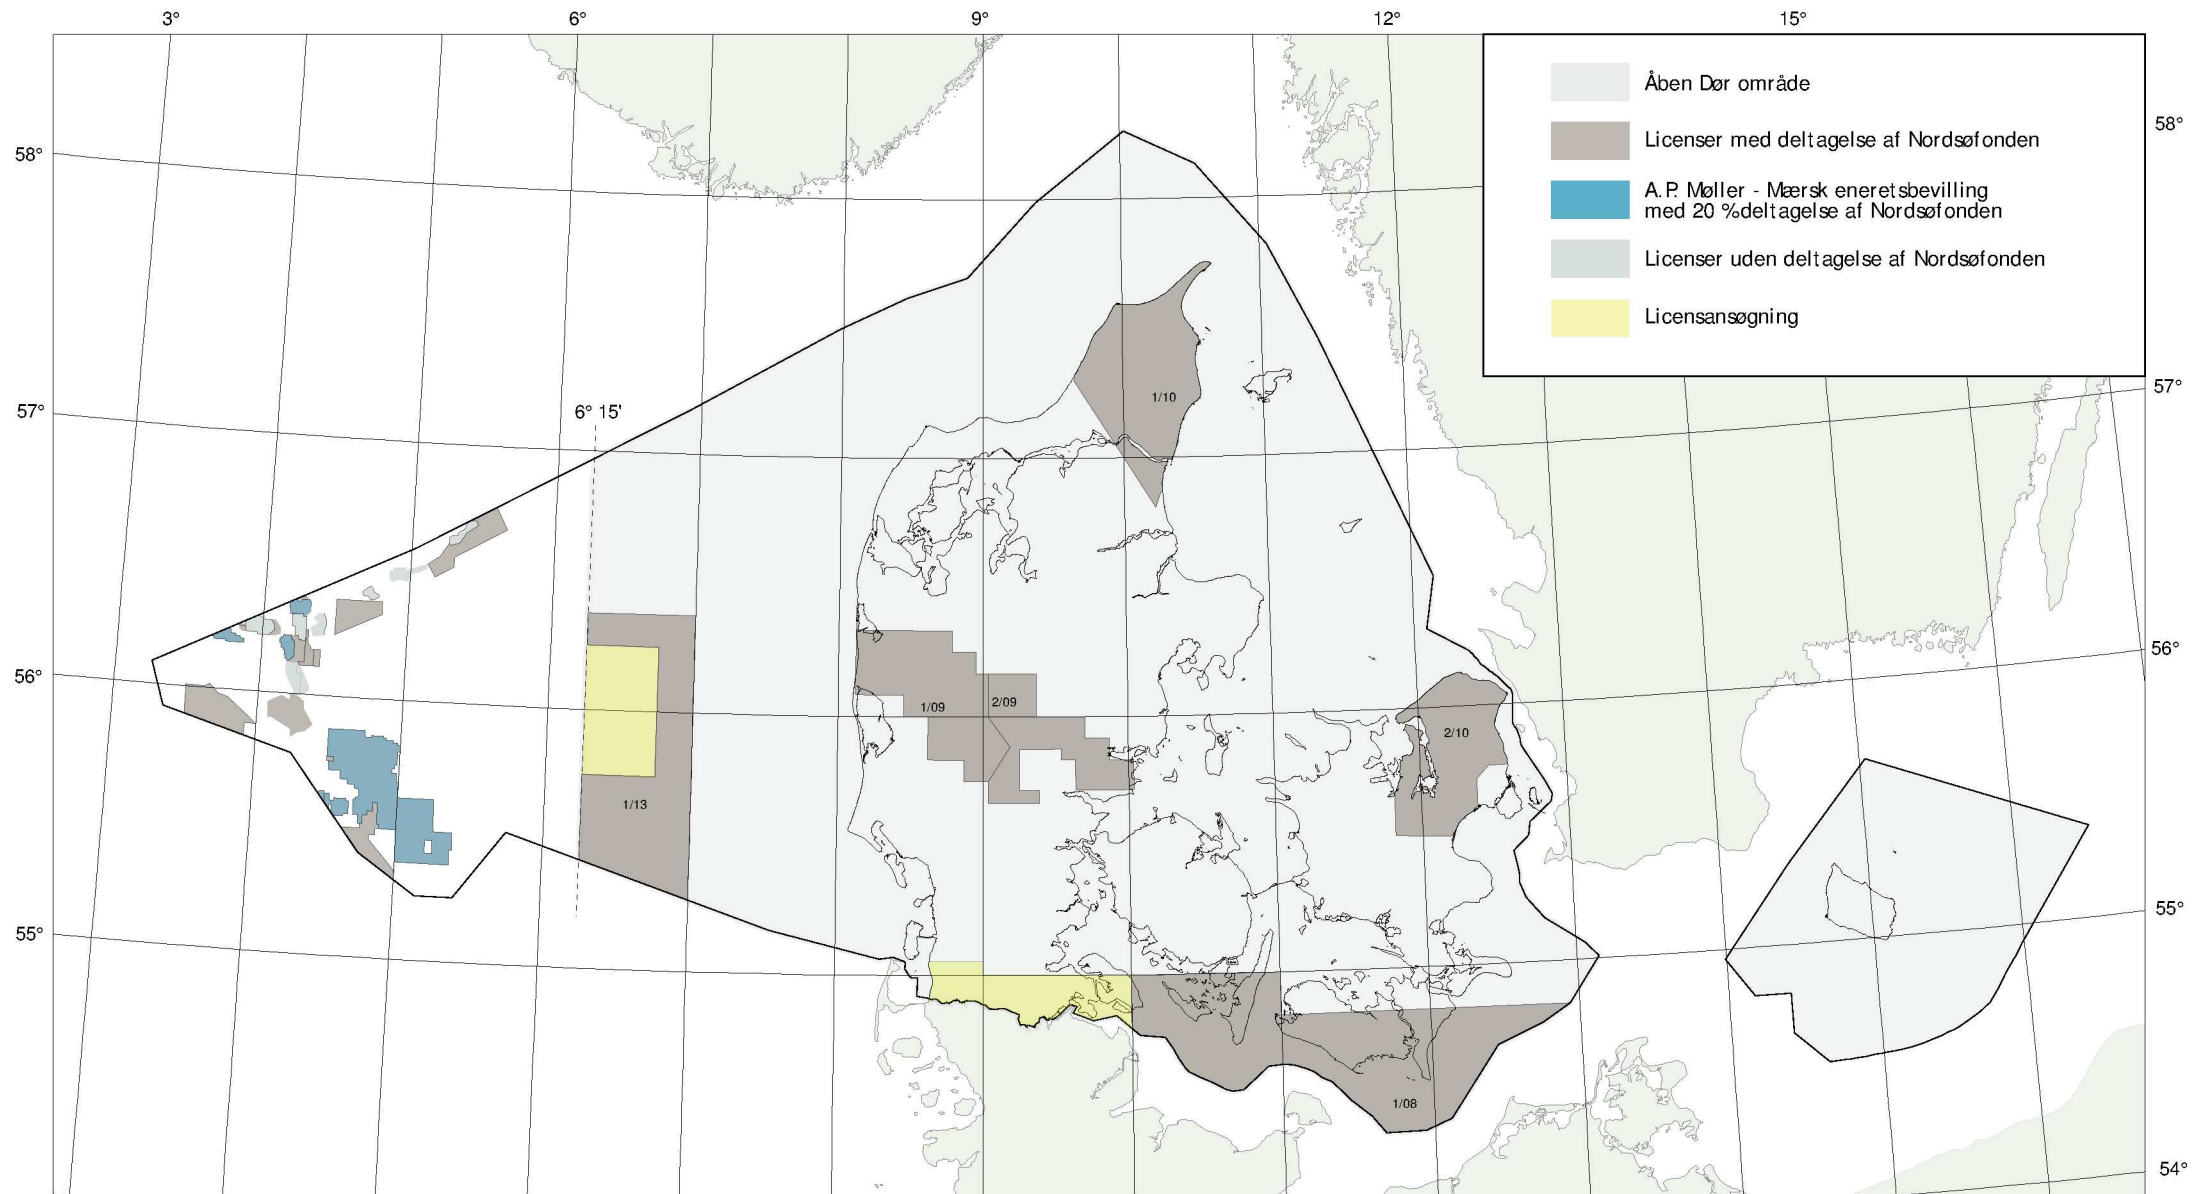 3° 6° 9° 12° 15°
Åben Dør område
Licenser med deltagelse af Nordsøfonden
A.P. Møller - Mærsk eneretsbevilling
med 20 % deltagelse af Nordsøfonden
Licenser uden deltagelse af Nordsøfonden
Licensansøgning
58° 58°
57° 57°
6° 15'
1/10
56° 56°
1/09 2/09
2/10
1/13
55° 55°
1/08
54°